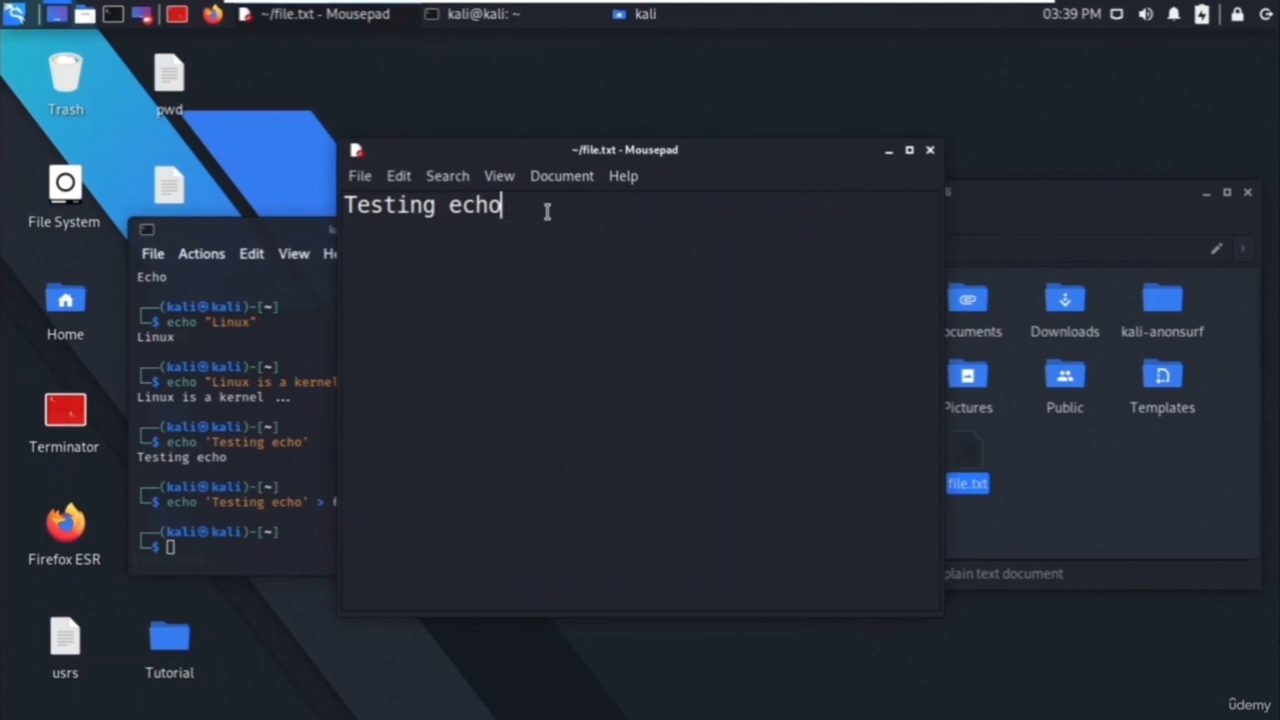 ~/file.txt - Mousepad
kali@kali: ~
kali
03:39 PM
Trash
pwd
File System
Home
Terminator
Firefox ESR
usrs
Tutorial
File Actions Edit View
Echo
┌──(kali㉿kali)-[~]
└─$ echo "Linux"
Linux
┌──(kali㉿kali)-[~]
└─$ echo "Linux is a kernel
Linux is a kernel ...
┌──(kali㉿kali)-[~]
└─$ echo 'Testing echo'
Testing echo
┌──(kali㉿kali)-[~]
└─$ echo 'Testing echo' >
┌──(kali㉿kali)-[~]
└─$
~/file.txt - Mousepad
File Edit Search View Document Help
Testing echo
ocuments Downloads kali-anonsurf
Pictures Public Templates
file.txt
plain text document
ûdemy